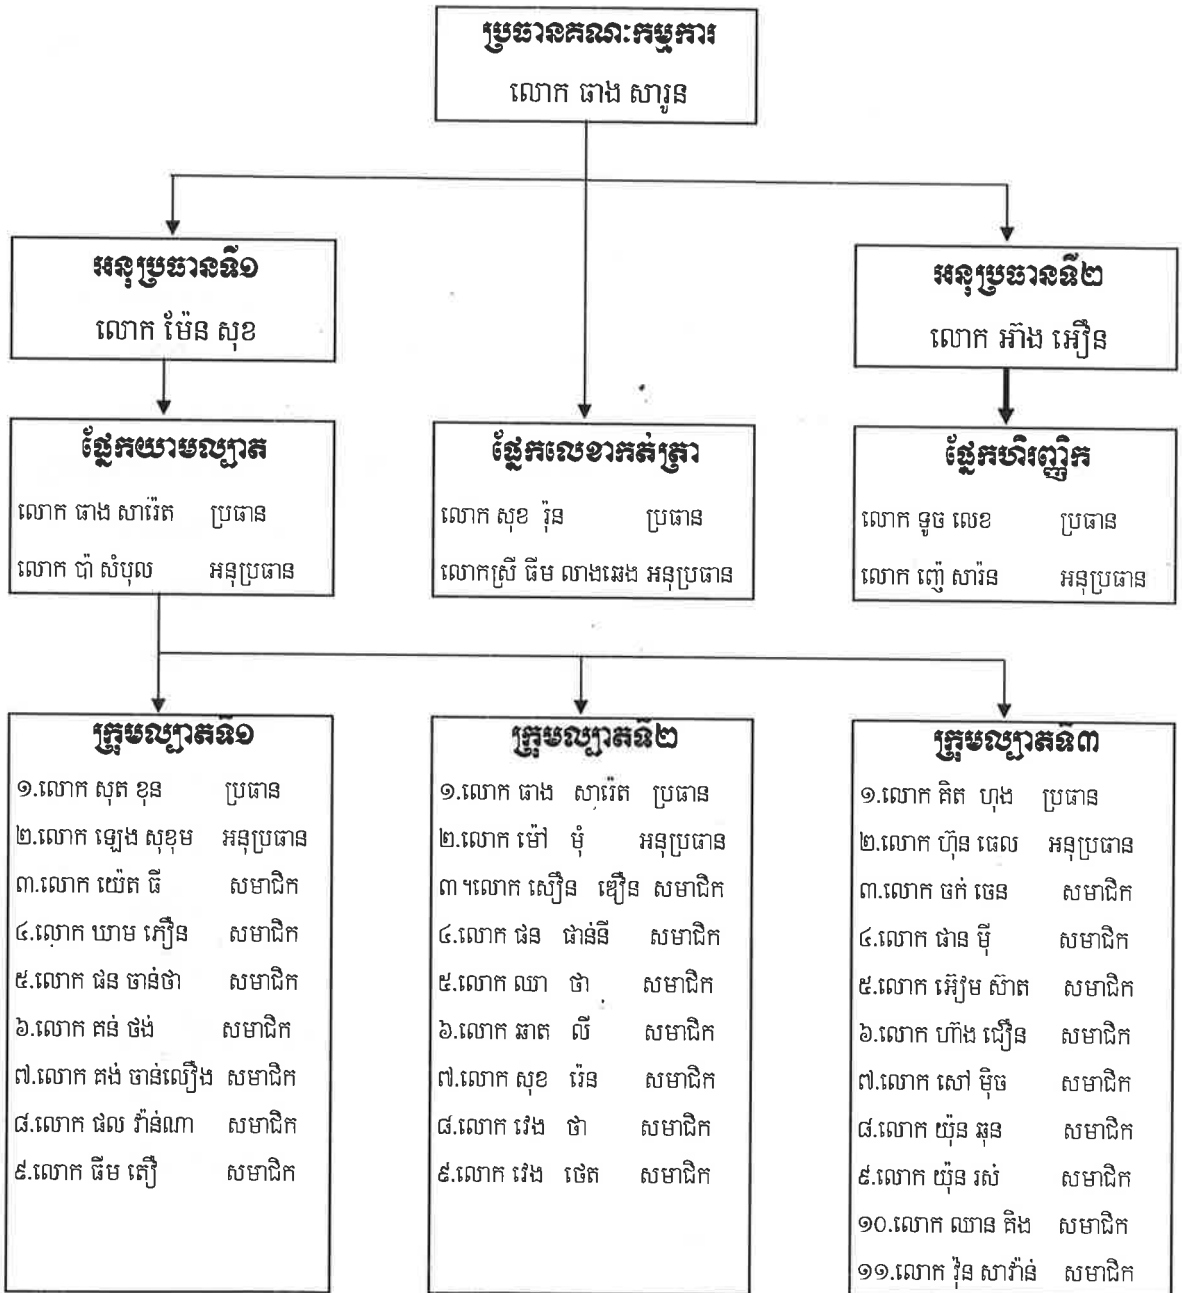 ប្រធានគណៈកម្មការ
លោក ធាង សារូន
អនុប្រធានទី១
លោក ម៉ែន សុខ
អនុប្រធានទី២
លោក អ៊ាង អឿន
ផ្នែកយាមល្បាត
លោក ធាង សារ៉េត ប្រធាន
លោក ប៉ា សំបុល អនុប្រធាន
ផ្នែកលេខាកត់ត្រា
លោក សុខ រ៉ុន ប្រធាន
លោកស្រី ធីម លាងឆេង អនុប្រធាន
ផ្នែកហិរញ្ញិក
លោក ទូច លេខ ប្រធាន
លោក ញ៉េ សារ៉ន អនុប្រធាន
ក្រុមល្បាតទី១
១.លោក សុត ខុន ប្រធាន
២.លោក ឡេង សុខុម អនុប្រធាន
៣.លោក យ៉េត ធី សមាជិក
៤.លោក ឃាម ភឿន សមាជិក
៥.លោក ផន ចាន់ថា សមាជិក
៦.លោក គន់ ថង់ សមាជិក
៧.លោក គង់ ចាន់លឿង សមាជិក
៨.លោក ផល វ៉ាន់ណា សមាជិក
៩.លោក ធីម តឿ សមាជិក
ក្រុមល្បាតទី២
១.លោក ធាង សារ៉េត ប្រធាន
២.លោក ម៉ៅ មុំ អនុប្រធាន
៣។លោក សឿន ឌឿន សមាជិក
៤.លោក ផន ផាន់នី សមាជិក
៥.លោក ឈា ថា សមាជិក
៦.លោក ឆាត លី សមាជិក
៧.លោក សុខ រ៉េន សមាជិក
៨.លោក វេង ថា សមាជិក
៩.លោក វេង ថេត សមាជិក
ក្រុមល្បាតទី៣
១.លោក គិត ហុង ប្រធាន
២.លោក ហ៊ុន ធេល អនុប្រធាន
៣.លោក ចក់ ចេន សមាជិក
៤.លោក ផាន ម៉ី សមាជិក
៥.លោក អ៊ៀម ស៊ាត សមាជិក
៦.លោក ហ៊ាង ជឿន សមាជិក
៧.លោក សៅ ម៉ិច សមាជិក
៨.លោក យ៉ុន ឆុន សមាជិក
៩.លោក យ៉ុន រស់ សមាជិក
១០.លោក ឈាន គិង សមាជិក
១១.លោក វ៉ុន សាវ៉ាន់ សមាជិក